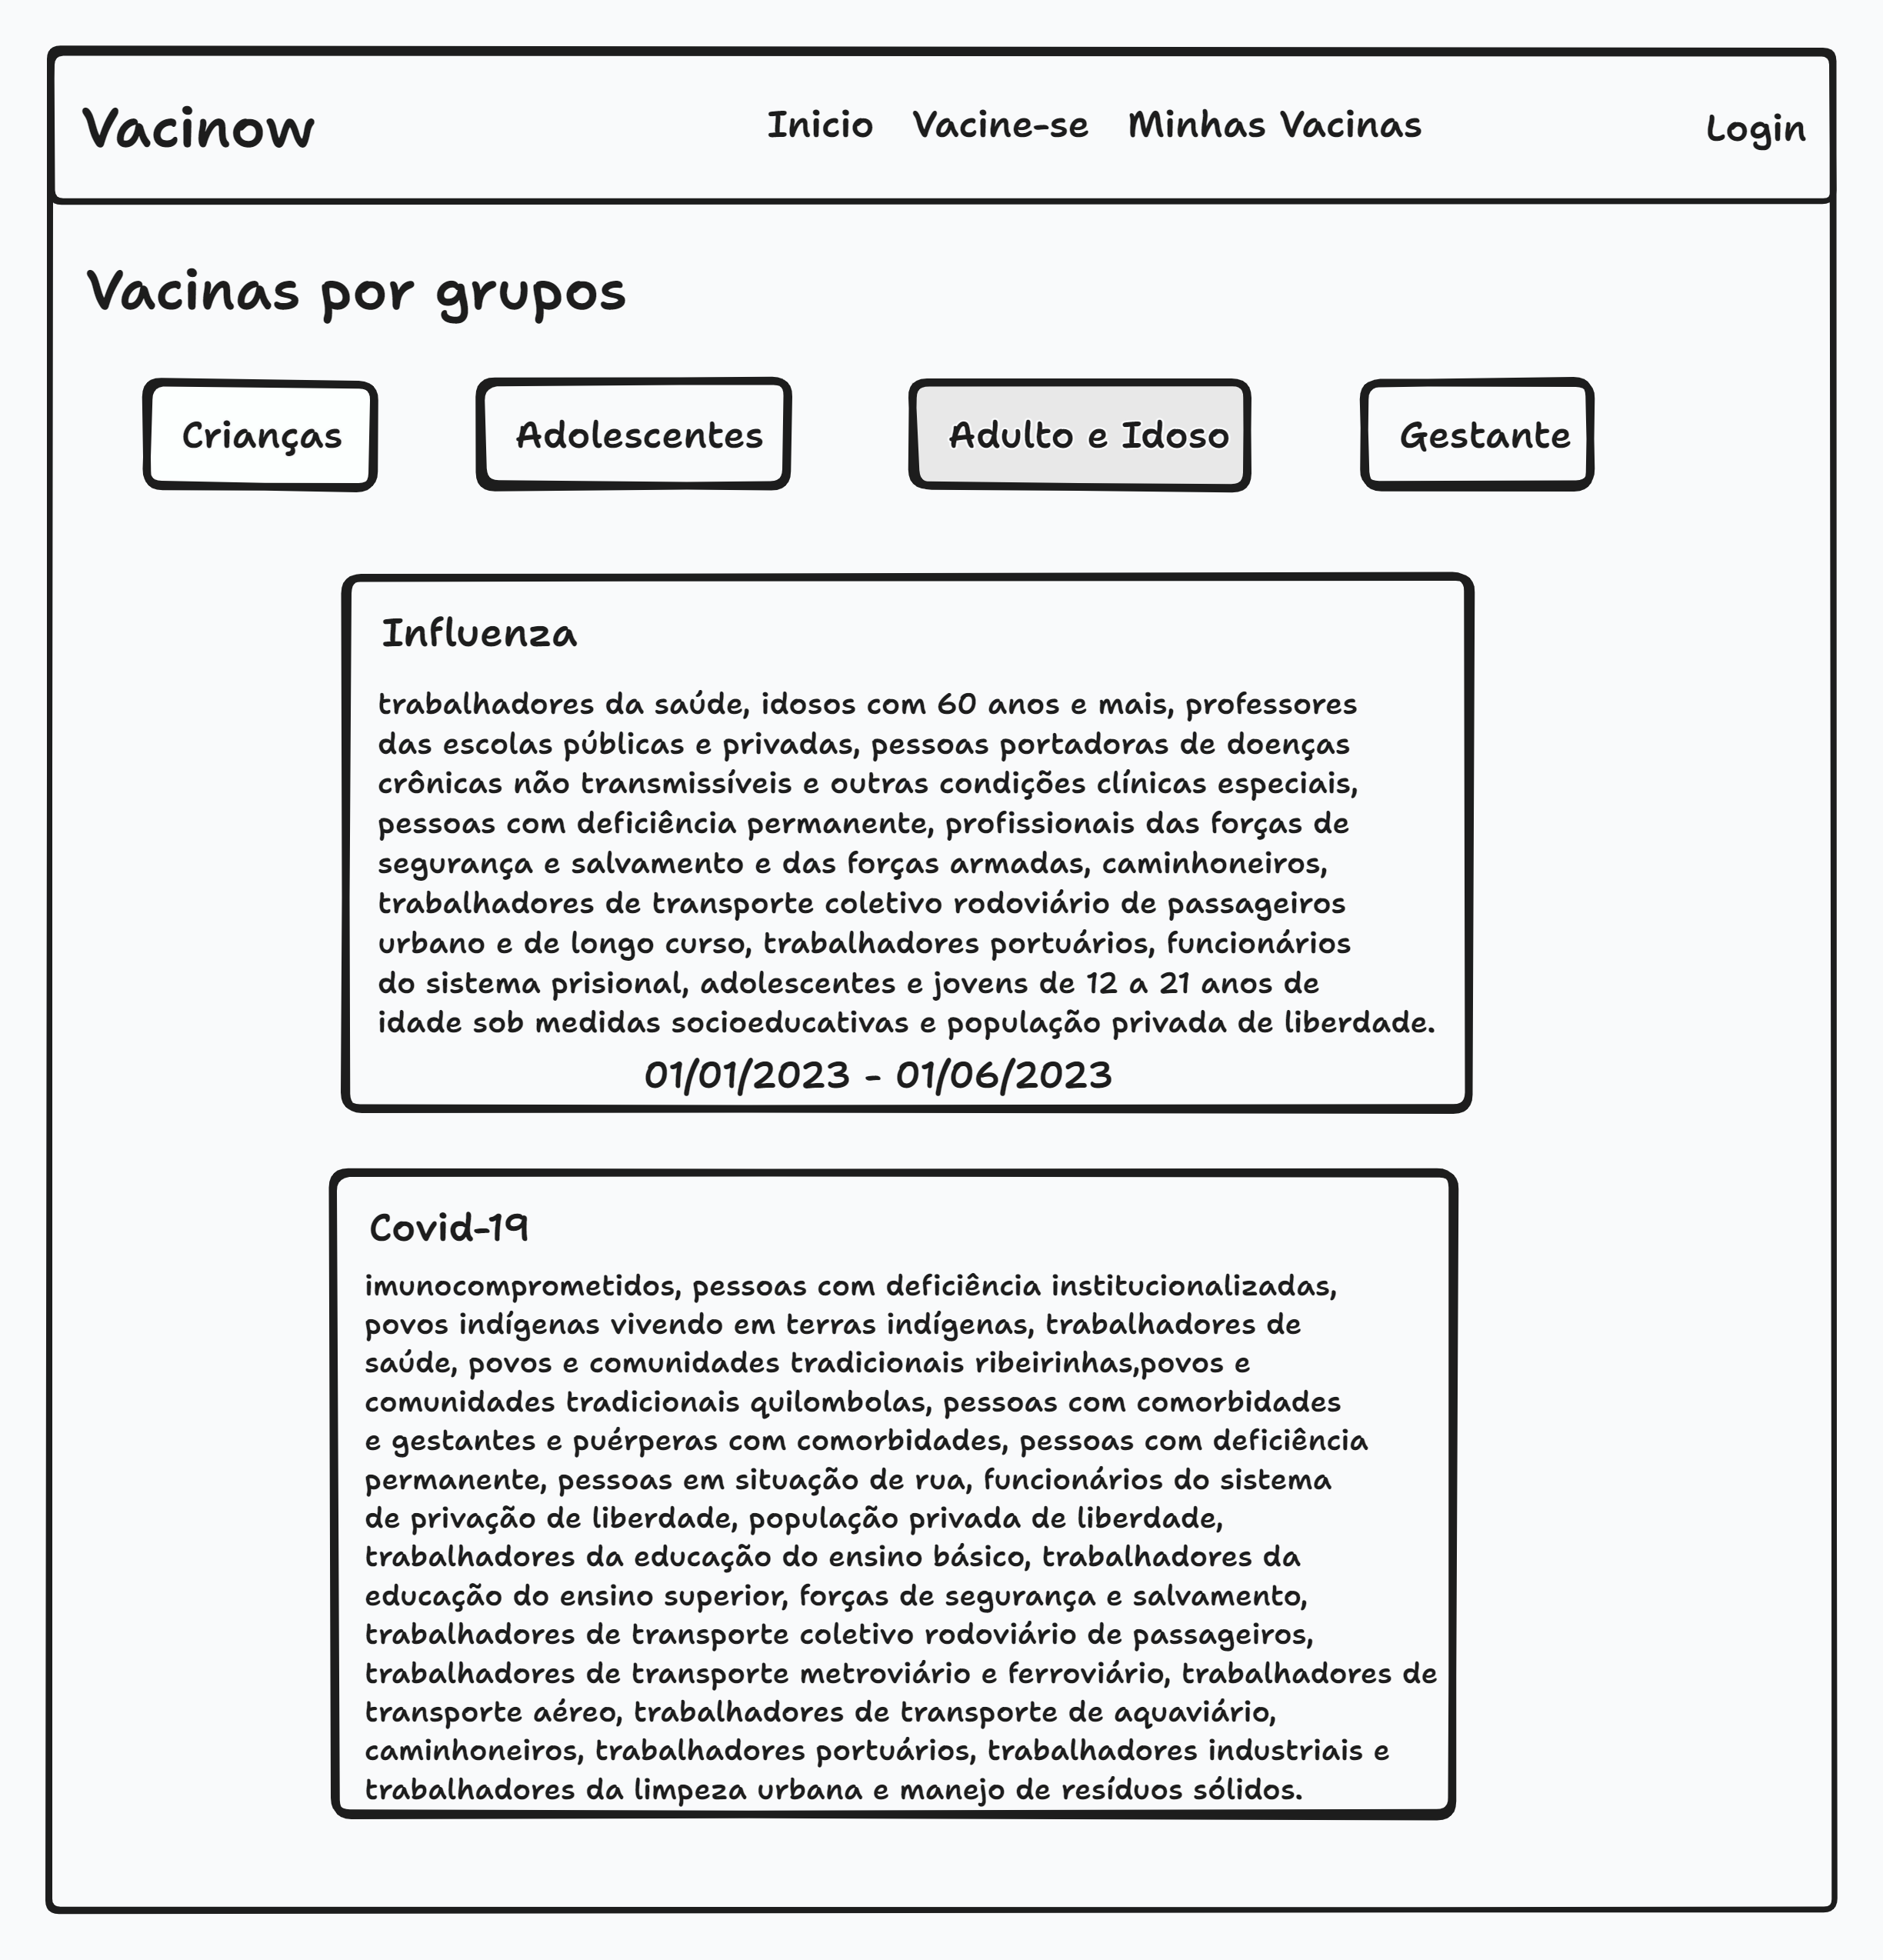 Vacinow
Inicio Vacine-se Minhas Vacinas
Login
Vacinas por grupos
Crianças
Adolescentes
Adulto e Idoso
Gestante
Influenza
trabalhadores da saúde, idosos com 60 anos e mais, professores
das escolas públicas e privadas, pessoas portadoras de doenças
crônicas não transmissíveis e outras condições clínicas especiais,
pessoas com deficiência permanente, profissionais das forças de
segurança e salvamento e das forças armadas, caminhoneiros,
trabalhadores de transporte coletivo rodoviário de passageiros
urbano e de longo curso, trabalhadores portuários, funcionários
do sistema prisional, adolescentes e jovens de 12 a 21 anos de
idade sob medidas socioeducativas e população privada de liberdade.
01/01/2023 - 01/06/2023
Covid-19
imunocomprometidos, pessoas com deficiência institucionalizadas,
povos indígenas vivendo em terras indígenas, trabalhadores de
saúde, povos e comunidades tradicionais ribeirinhas,povos e
comunidades tradicionais quilombolas, pessoas com comorbidades
e gestantes e puérperas com comorbidades, pessoas com deficiência
permanente, pessoas em situação de rua, funcionários do sistema
de privação de liberdade, população privada de liberdade,
trabalhadores da educação do ensino básico, trabalhadores da
educação do ensino superior, forças de segurança e salvamento,
trabalhadores de transporte coletivo rodoviário de passageiros,
trabalhadores de transporte metroviário e ferroviário, trabalhadores de
transporte aéreo, trabalhadores de transporte de aquaviário,
caminhoneiros, trabalhadores portuários, trabalhadores industriais e
trabalhadores da limpeza urbana e manejo de resíduos sólidos.